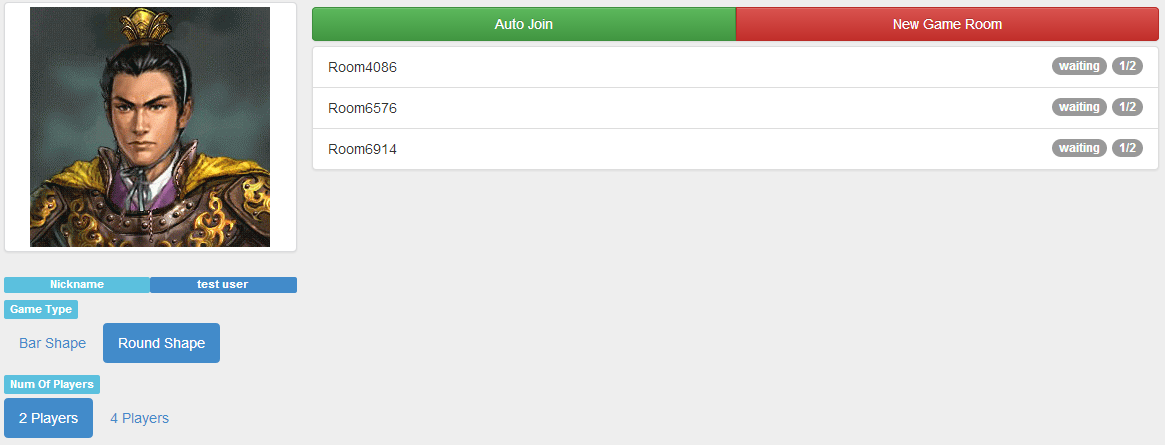 Auto Join
New Game Room
Room4086 waiting 1/2
Room6576 waiting 1/2
Room6914 waiting 1/2
Nickname test user
Game Type
Bar Shape Round Shape
Num Of Players
2 Players 4 Players